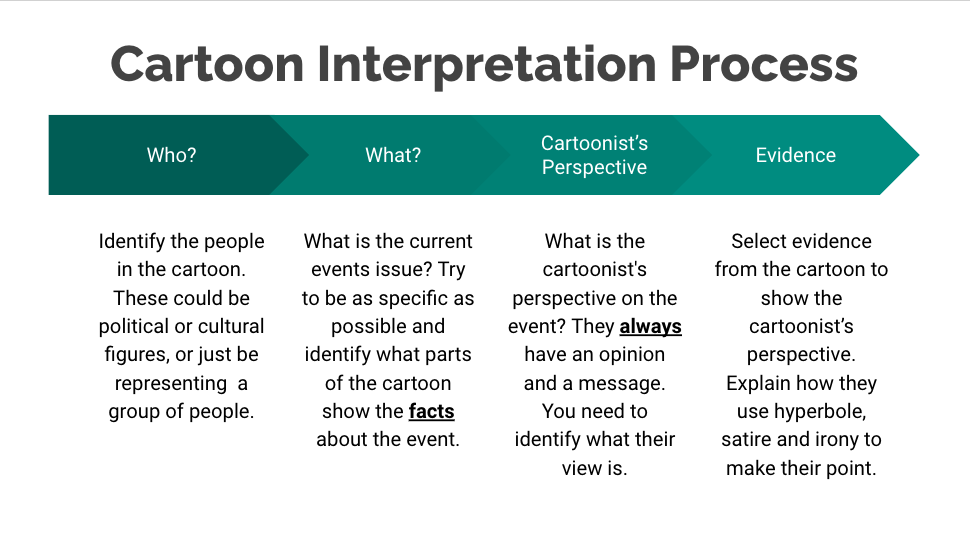 Cartoon Interpretation Process
Who?
What?
Cartoonist’s
Perspective
Evidence
Identify the people
in the cartoon.
These could be
political or cultural
figures, or just be
representing  a
group of people.
What is the current
events issue? Try
to be as specific as
possible and
identify what parts
of the cartoon
show the facts
about the event.
What is the
cartoonist's
perspective on the
event? They always
have an opinion
and a message.
You need to
identify what their
view is.
Select evidence
from the cartoon to
show the
cartoonist’s
perspective.
Explain how they
use hyperbole,
satire and irony to
make their point.